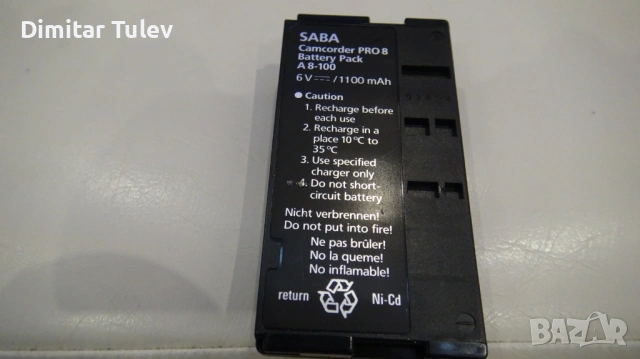 Dimitar Tulev
SABA
Camcorder PRO 8
Battery Pack
A 8-100
6 V /1100 mAh
Caution
1. Recharge before
each use
2. Recharge in a
place 10 °C to
35 °C
3. Use specified
charger only
4. Do not short-
circuit battery
Nicht verbrennen!
Do not put into fire!
Ne pas brûler!
No la queme!
No inflamable!
return Ni-Cd
BAZAR